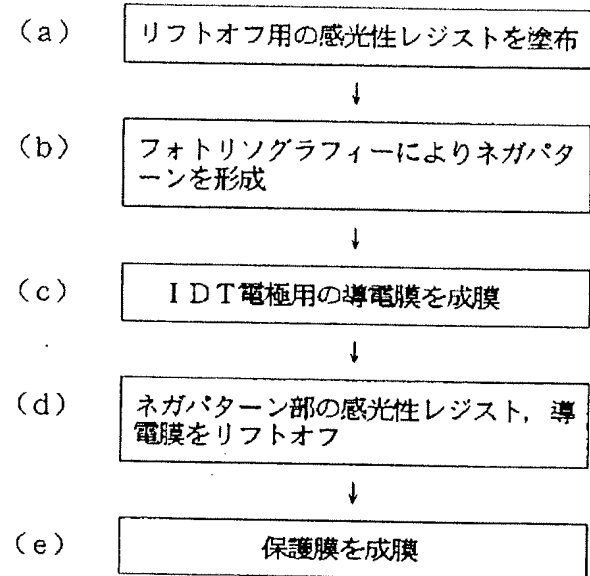 (a) リフトオフ用の感光性レジストを塗布
↓
(b) フォトリソグラフィーによりネガパタ
ーンを形成
↓
(c) IDT電極用の導電膜を成膜
↓
(d) ネガパターン部の感光性レジスト,導
電膜をリフトオフ
↓
(e) 保護膜を成膜